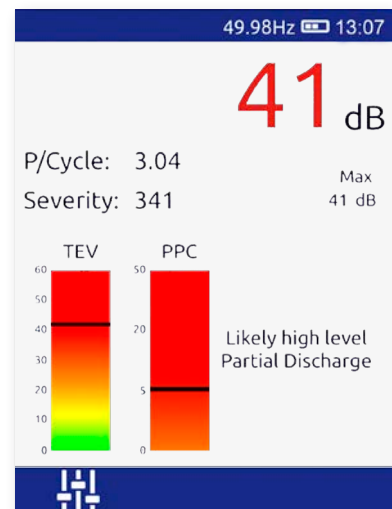 49.98Hz 13:07
41 dB
P/Cycle: 3.04
Max
Severity: 341
41 dB
TEV PPC
60 50
50
40 20
30
20 5
10
0 0
Likely high level
Partial Discharge